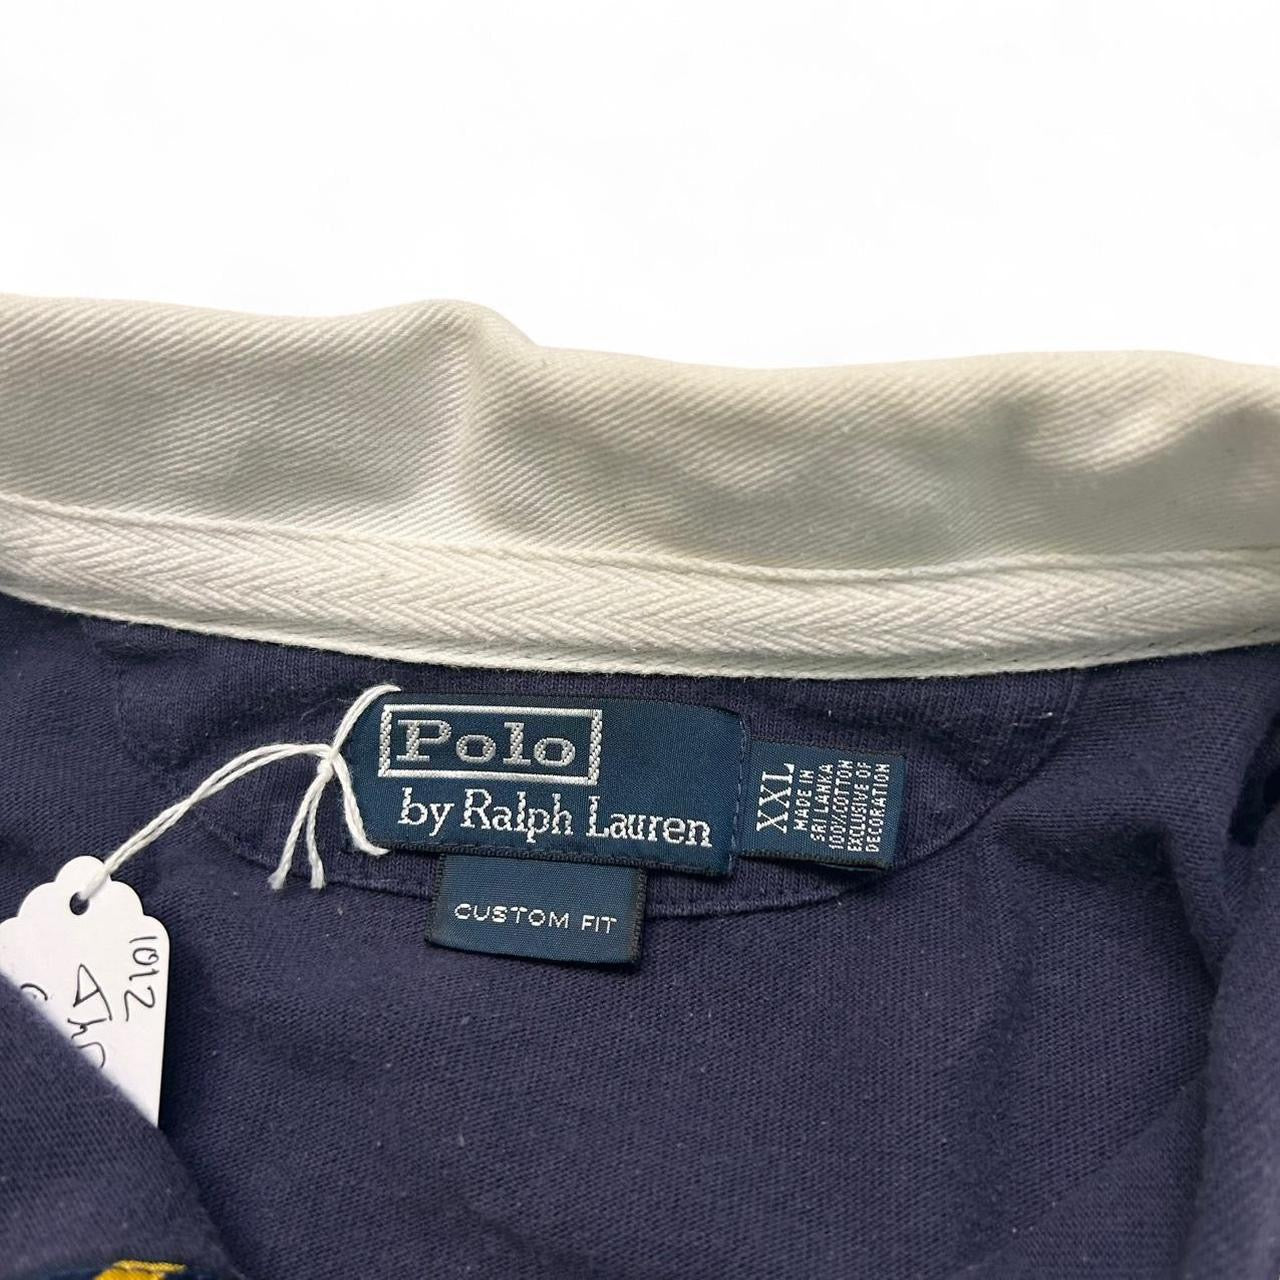 Polo
by Ralph Lauren
XXL
MADE IN
SRI LANKA
100% COTTON
EXCLUSIVE OF
DECORATION
CUSTOM FIT
1012